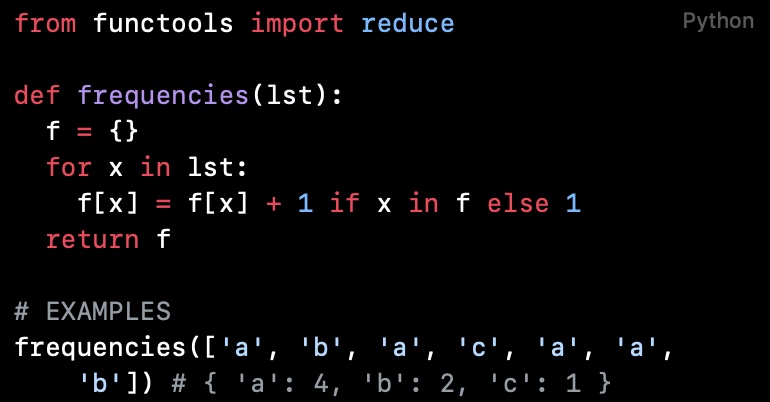 from functools import reduce Python
def frequencies(lst):
  f = {}
  for x in lst:
    f[x] = f[x] + 1 if x in f else 1
  return f
# EXAMPLES
frequencies(['a', 'b', 'a', 'c', 'a', 'a',
    'b']) # { 'a': 4, 'b': 2, 'c': 1 }